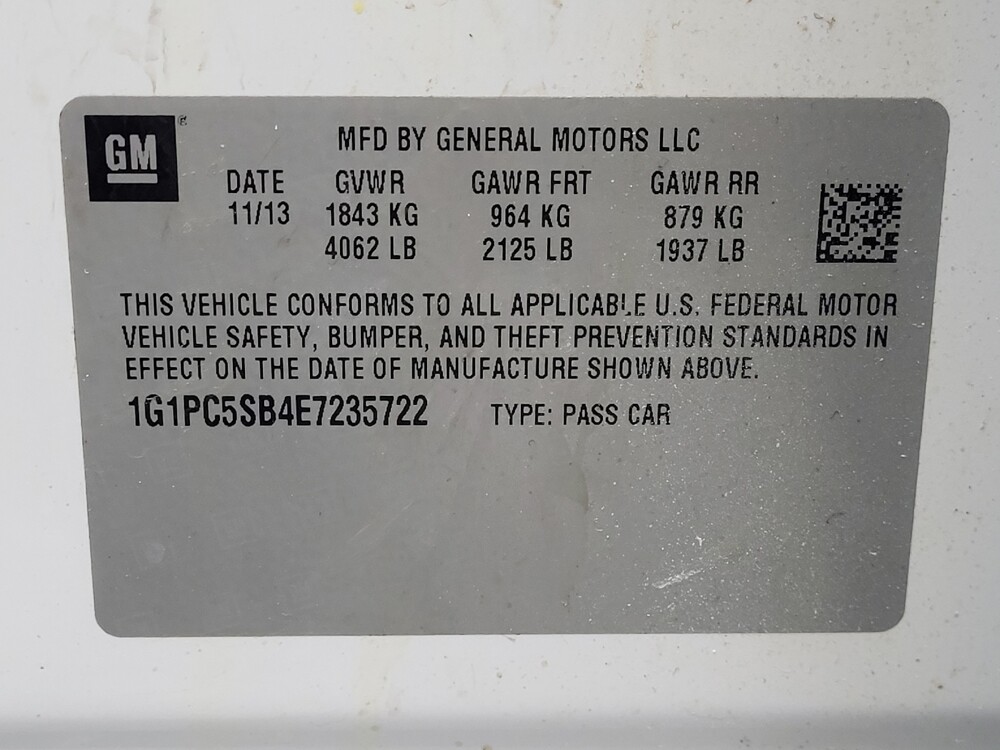 GM®
MFD BY GENERAL MOTORS LLC
DATE GVWR GAWR FRT GAWR RR
11/13 1843 KG 964 KG 879 KG
4062 LB 2125 LB 1937 LB
THIS VEHICLE CONFORMS TO ALL APPLICABLE U.S. FEDERAL MOTOR
VEHICLE SAFETY, BUMPER, AND THEFT PREVENTION STANDARDS IN
EFFECT ON THE DATE OF MANUFACTURE SHOWN ABOVE.
1G1PC5SB4E7235722 TYPE: PASS CAR